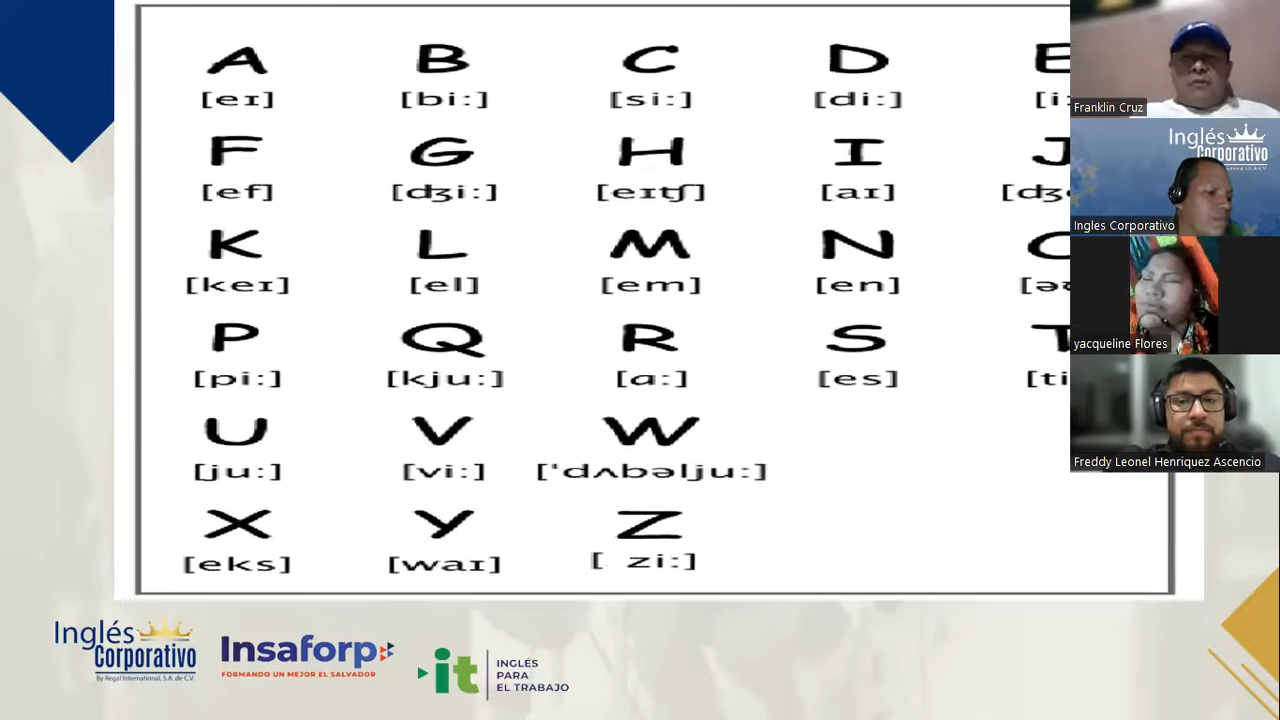 A B C D E
[eɪ] [bi:] [si:] [di:] [i:
F G H I J
[ef] [ʤi:] [eɪʧ] [aɪ] [ʤ
K L M N O
[keɪ] [el] [em] [en] [ə
P Q R S T
[pi:] [kju:] [a:] [es] [ti
U V W
[ju:] [vi:] ['dʌbəlju:]
X Y Z
[eks] [waɪ] [ zi:]
Franklin Cruz
Inglés
Corporativo
Ingles Corporativo
yacqueline Flores
Freddy Leonel Henriquez Ascencio
Inglés
Corporativo
By Regal International, S.A. de C.V.
Insaforp
FORMANDO UN MEJOR EL SALVADOR
it
INGLÉS
PARA
EL TRABAJO